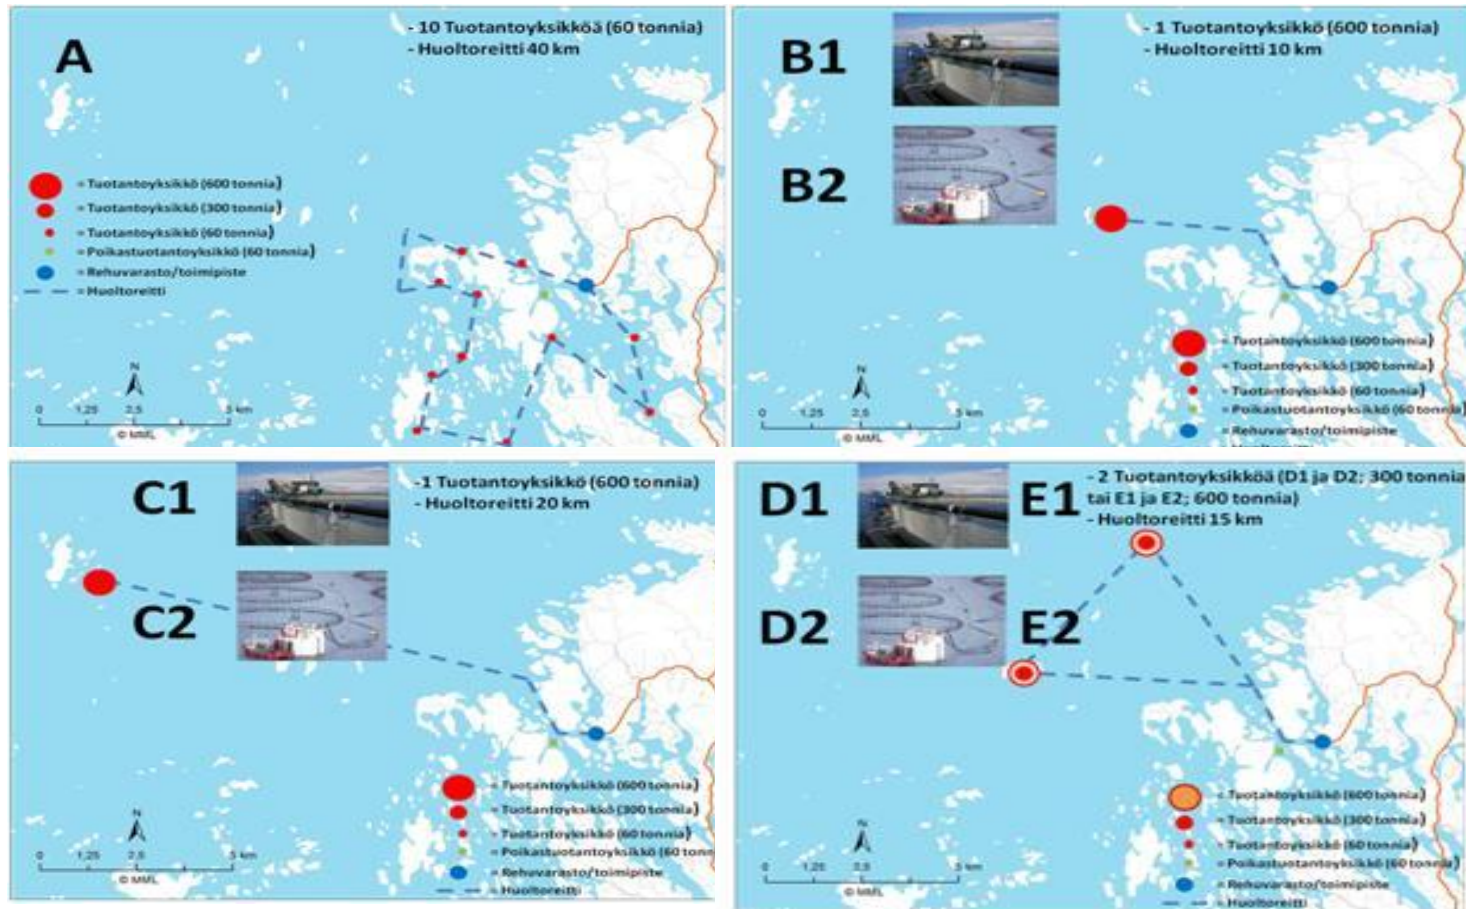 A
- 10 Tuotantoyksikköä (60 tonnia)
- Huoltoreitti 40 km
= Tuotantoyksikkö (600 tonnia)
= Tuotantoyksikkö (300 tonnia)
= Tuotantoyksikkö (60 tonnia)
= Poikastuotantoyksikkö (60 tonnia)
= Rehuvarasto/toimipiste
= Huoltoreitti
N
0 1,25 2,5 5 km
© MML
B1
B2
- 1 Tuotantoyksikkö (600 tonnia)
- Huoltoreitti 10 km
= Tuotantoyksikkö (600 tonnia)
= Tuotantoyksikkö (300 tonnia)
= Tuotantoyksikkö (60 tonnia)
= Poikastuotantoyksikkö (60 tonnia)
= Rehuvarasto/toimipiste
N
0 1,25 2,5 5 km
© MML
C1
C2
-1 Tuotantoyksikkö (600 tonnia)
- Huoltoreitti 20 km
= Tuotantoyksikkö (600 tonnia)
= Tuotantoyksikkö (300 tonnia)
= Tuotantoyksikkö (60 tonnia)
= Poikastuotantoyksikkö (60 tonn
= Rehuvarasto/toimipiste
= Huoltoreitti
N
0 1,25 2,5 5 km
© MML
D1 E1
D2 E2
- 2 Tuotantoyksikköä (D1 ja D2; 300 tonnia
tai E1 ja E2; 600 tonnia)
- Huoltoreitti 15 km
= Tuotantoyksikkö (600 tonnia)
= Tuotantoyksikkö (300 tonnia)
= Tuotantoyksikkö (60 tonnia)
= Poikastuotantoyksikkö (60 tonnia)
= Rehuvarasto/toimipiste
= Huoltoreitti
N
0 1,25 2,5 5 km
© MML